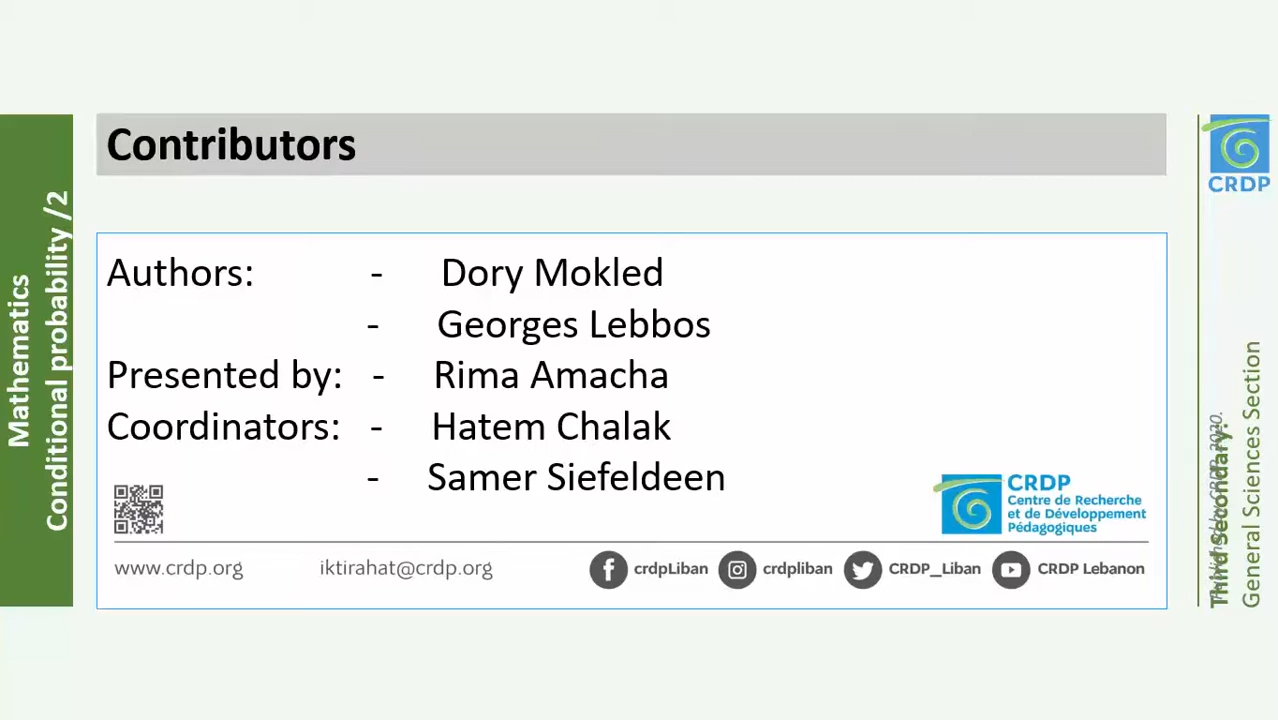 Mathematics
Conditional probability /2
Contributors
Authors: - Dory Mokled
- Georges Lebbos
Presented by: - Rima Amacha
Coordinators: - Hatem Chalak
- Samer Siefeldeen
CRDP
Centre de Recherche
et de Développement
Pédagogiques
www.crdp.org iktirahat@crdp.org crdpLiban crdpliban CRDP_Liban CRDP Lebanon
CRDP
Third Secondary:
General Sciences Section